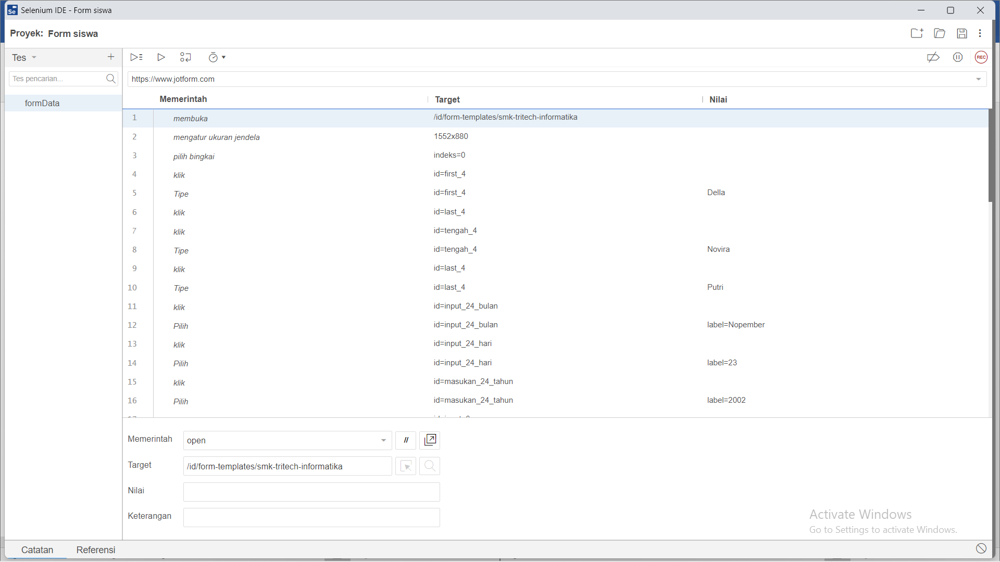 Selenium IDE - Form siswa
Proyek: Form siswa
Tes
Tes pencarian...
formData
https://www.jotform.com
Memerintah Target Nilai
1 membuka /id/form-templates/smk-tritech-informatika
2 mengatur ukuran jendela 1552x880
3 pilih bingkai indeks=0
4 klik id=first_4
5 Tipe id=first_4 Della
6 klik id=last_4
7 klik id=tengah_4
8 Tipe id=tengah_4 Novira
9 klik id=last_4
10 Tipe id=last_4 Putri
11 klik id=input_24_bulan
12 Pilih id=input_24_bulan label=Nopember
13 klik id=input_24_hari
14 Pilih id=input_24_hari label=23
15 klik id=masukan_24_tahun
16 Pilih id=masukan_24_tahun label=2002
Memerintah open //
Target /id/form-templates/smk-tritech-informatika
Nilai
Keterangan
Activate Windows
Go to Settings to activate Windows.
Catatan Referensi
REC
Se